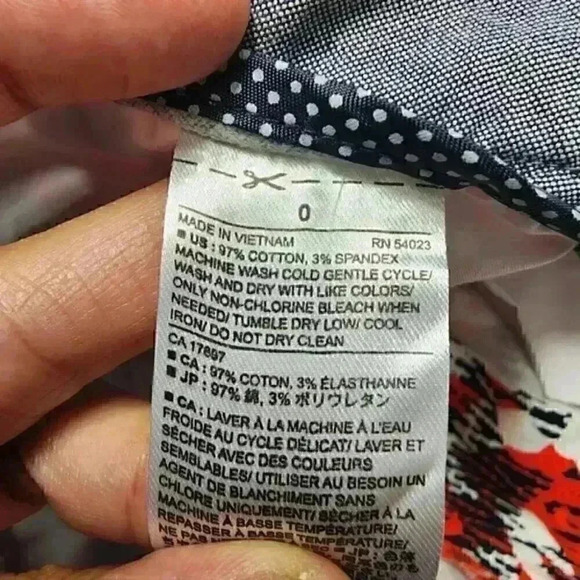 0
MADE IN VIETNAM RN 54023
■ US : 97% COTTON, 3% SPANDEX
MACHINE WASH COLD GENTLE CYCLE/
WASH AND DRY WITH LIKE COLORS/
ONLY NON-CHLORINE BLEACH WHEN
NEEDED/ TUMBLE DRY LOW/ COOL
IRON/ DO NOT DRY CLEAN
CA 17897
■ CA : 97% COTON, 3% ÉLASTHANNE
■ JP : 97% 綿, 3% ポリウレタン
■ CA : LAVER À LA MACHINE À L'EAU
FROIDE AU CYCLE DÉLICAT/ LAVER ET
SÉCHER AVEC DES COULEURS
SEMBLABLES/ UTILISER AU BESOIN UN
AGENT DE BLANCHIMENT SANS
CHLORE UNIQUEMENT/ SÉCHER À LA
MACHINE À BASSE TEMPÉRATURE/
REPASSER À BASSE TEMPÉRATURE/
NE PAS